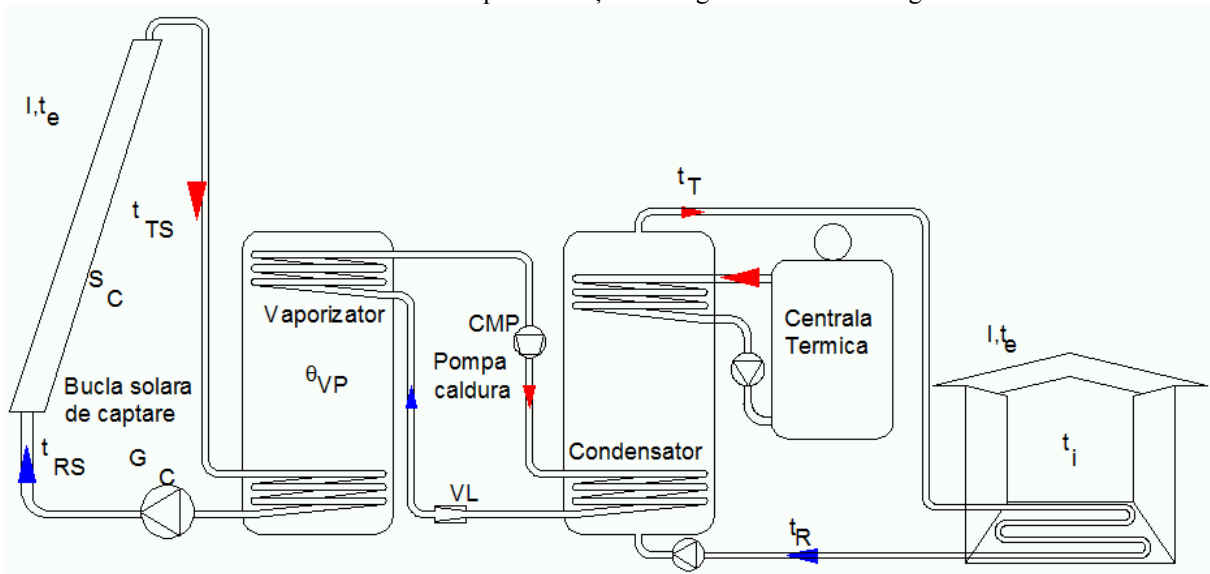 I,t e
t TS
S C
Bucla solara
de captare
t RS
G C
Vaporizator
θ VP
CMP
Pompa
caldura
VL
Condensator
t T
Centrala
Termica
I,t e
t i
t R